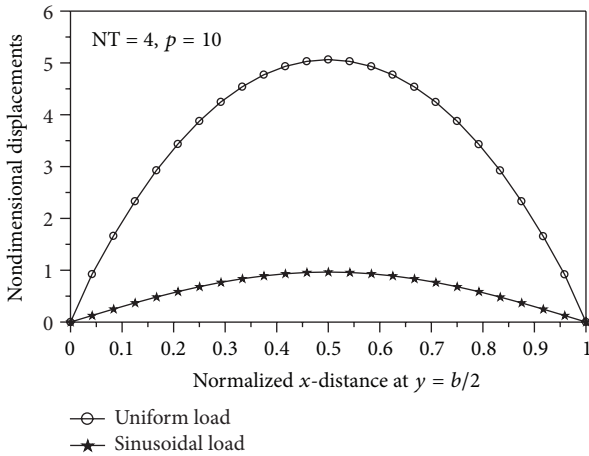 6
5
4
3
2
1
0
Nondimensional displacements
NT = 4, p = 10
0 0.1 0.2 0.3 0.4 0.5 0.6 0.7 0.8 0.9 1
Normalized x-distance at y = b/2
Uniform load
Sinusoidal load